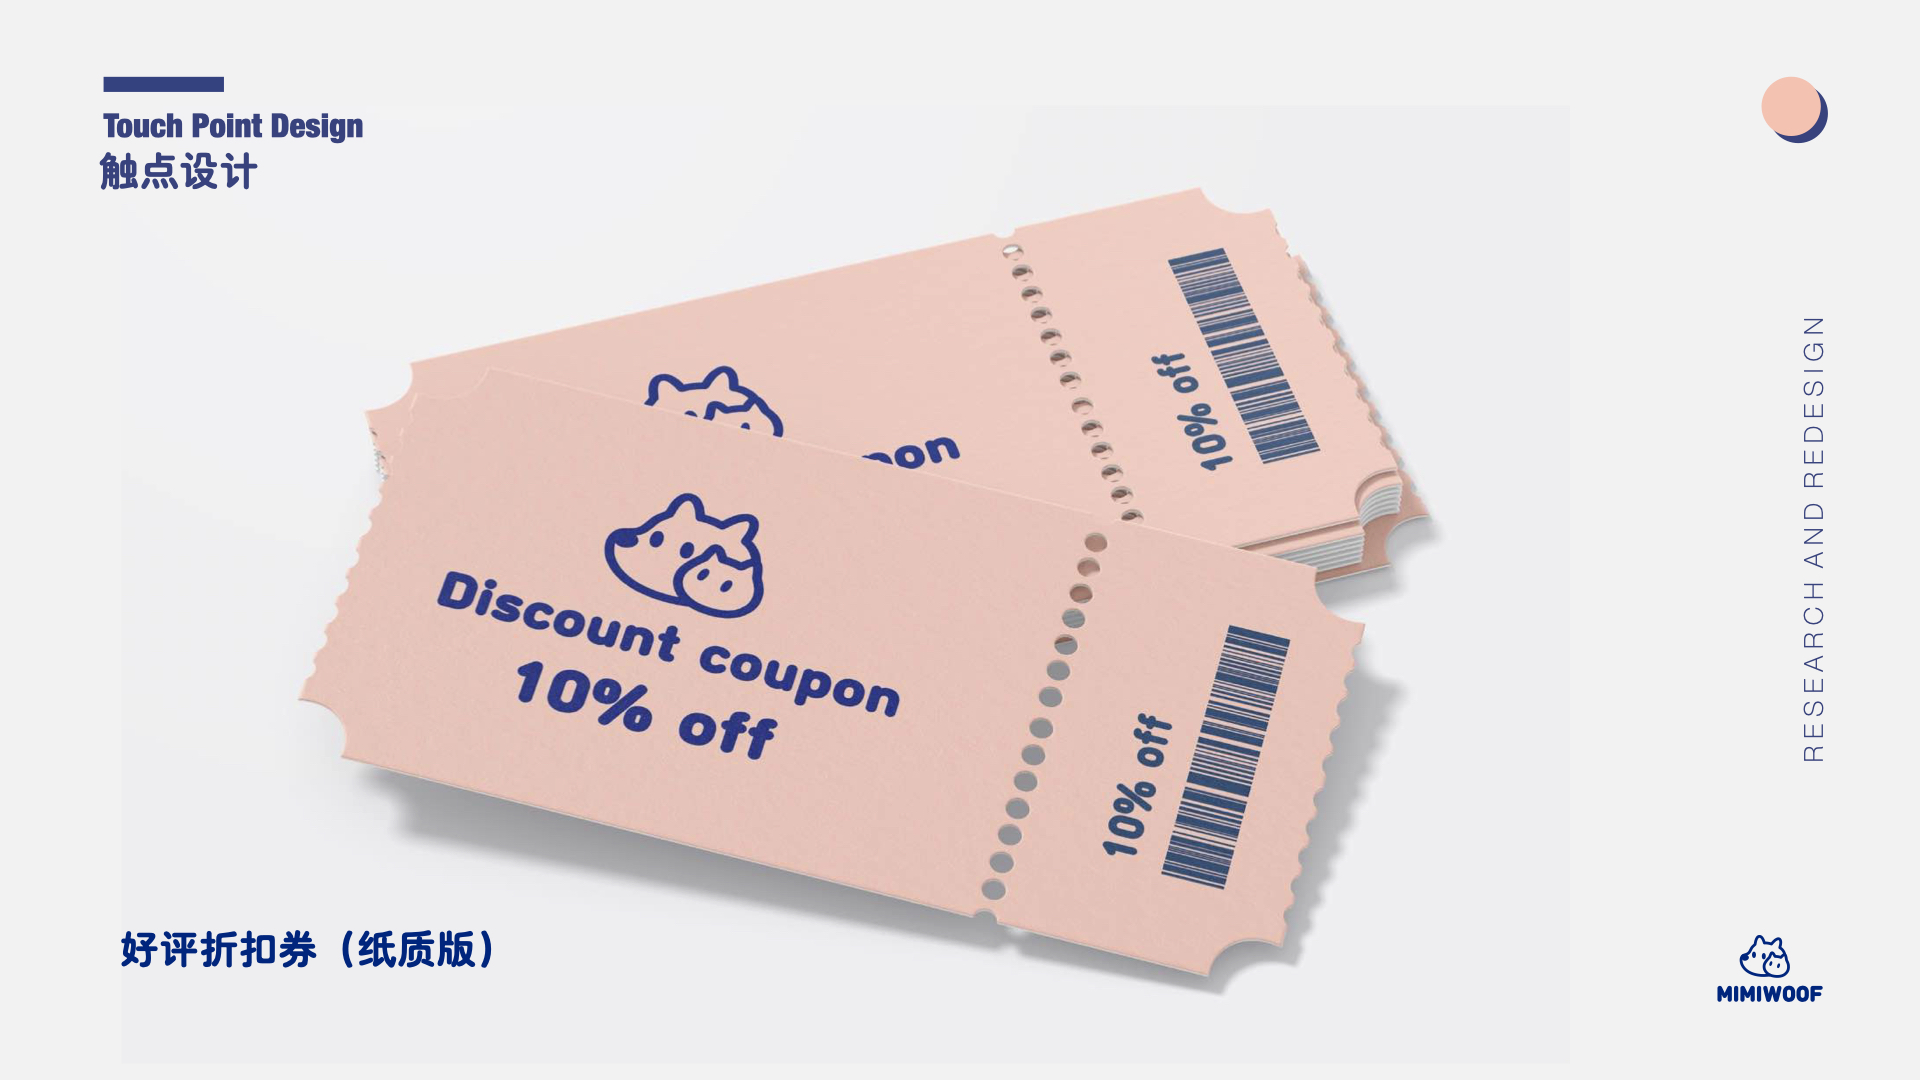 Touch Point Design
触点设计
10% off
on
Discount coupon
10% off
10% off
RESEARCH AND REDESIGN
好评折扣券（纸质版）
MIMIWOOF